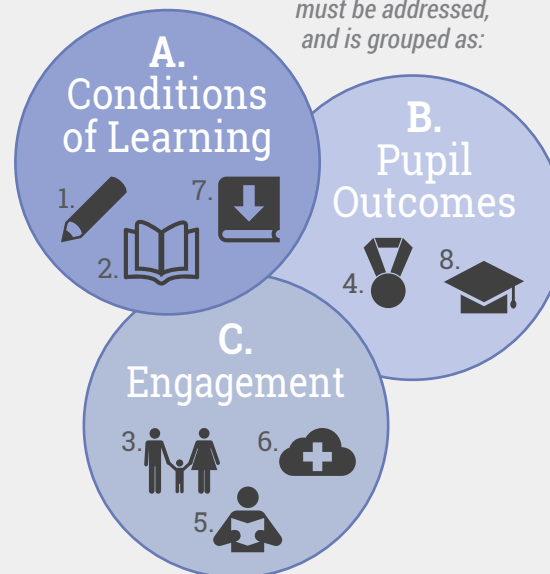 must be addressed,
and is grouped as:
A.
Conditions
of Learning
1.
7.
2.
B.
Pupil
Outcomes
4.
8.
C.
Engagement
3.
6.
5.